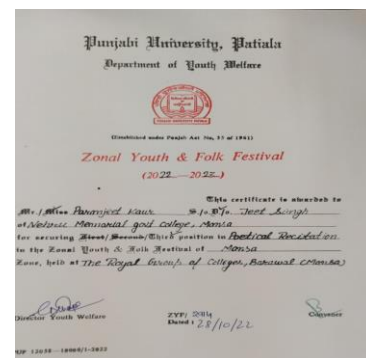 Punjabi University, Patiala
Department of Youth Welfare
(Established under Punjab Act No. 35 of 1961)
Zonal Youth & Folk Festival
(2022—2023)
This certificate is awarded to
Mr. / Miss Paramjeet Kaur S./o. D/o. Jeet Singh
of Nehru Memorial govt College, Mansa
for securing First/Second/Third position in Poetical Recitation
in the Zonal Youth & Folk Festival of Mansa
Zone, held at The Royal Group of Colleges, Borawal (Mansa)
Director Youth Welfare
ZYF/
Convener
Dated : 28/10/22